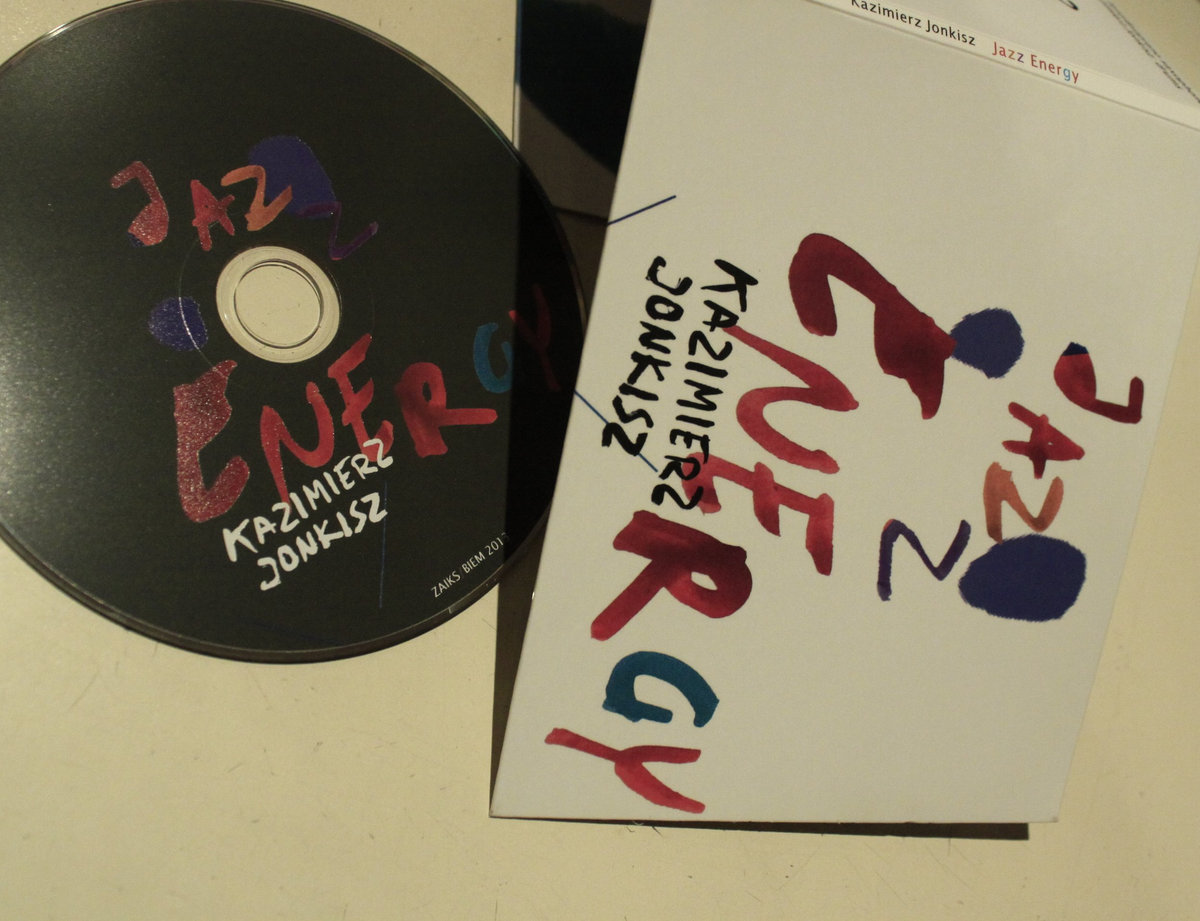 JAZZ
ENERGY
KAZIMIERZ
JONKISZ
ZAIKS BIEM
Kazimierz Jonkisz Jazz Energy
JAZZ
ENERGY
KAZIMIERZ
JONKISZ